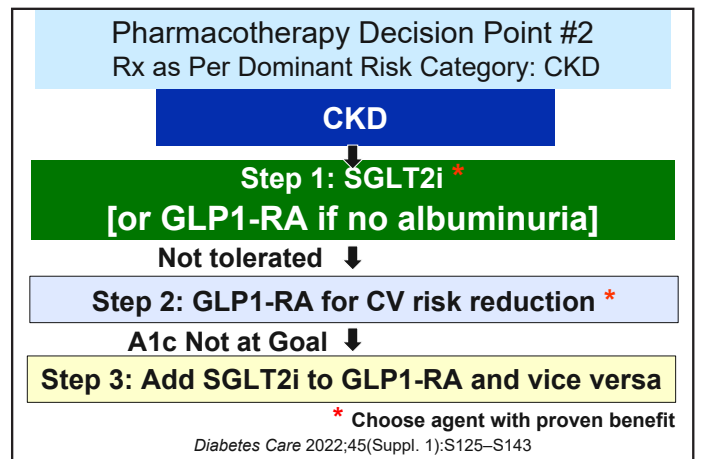 Pharmacotherapy Decision Point #2
Rx as Per Dominant Risk Category: CKD
CKD
Step 1: SGLT2i *
[or GLP1-RA if no albuminuria]
Not tolerated
Step 2: GLP1-RA for CV risk reduction *
A1c Not at Goal
Step 3: Add SGLT2i to GLP1-RA and vice versa
* Choose agent with proven benefit
Diabetes Care 2022;45(Suppl. 1):S125–S143